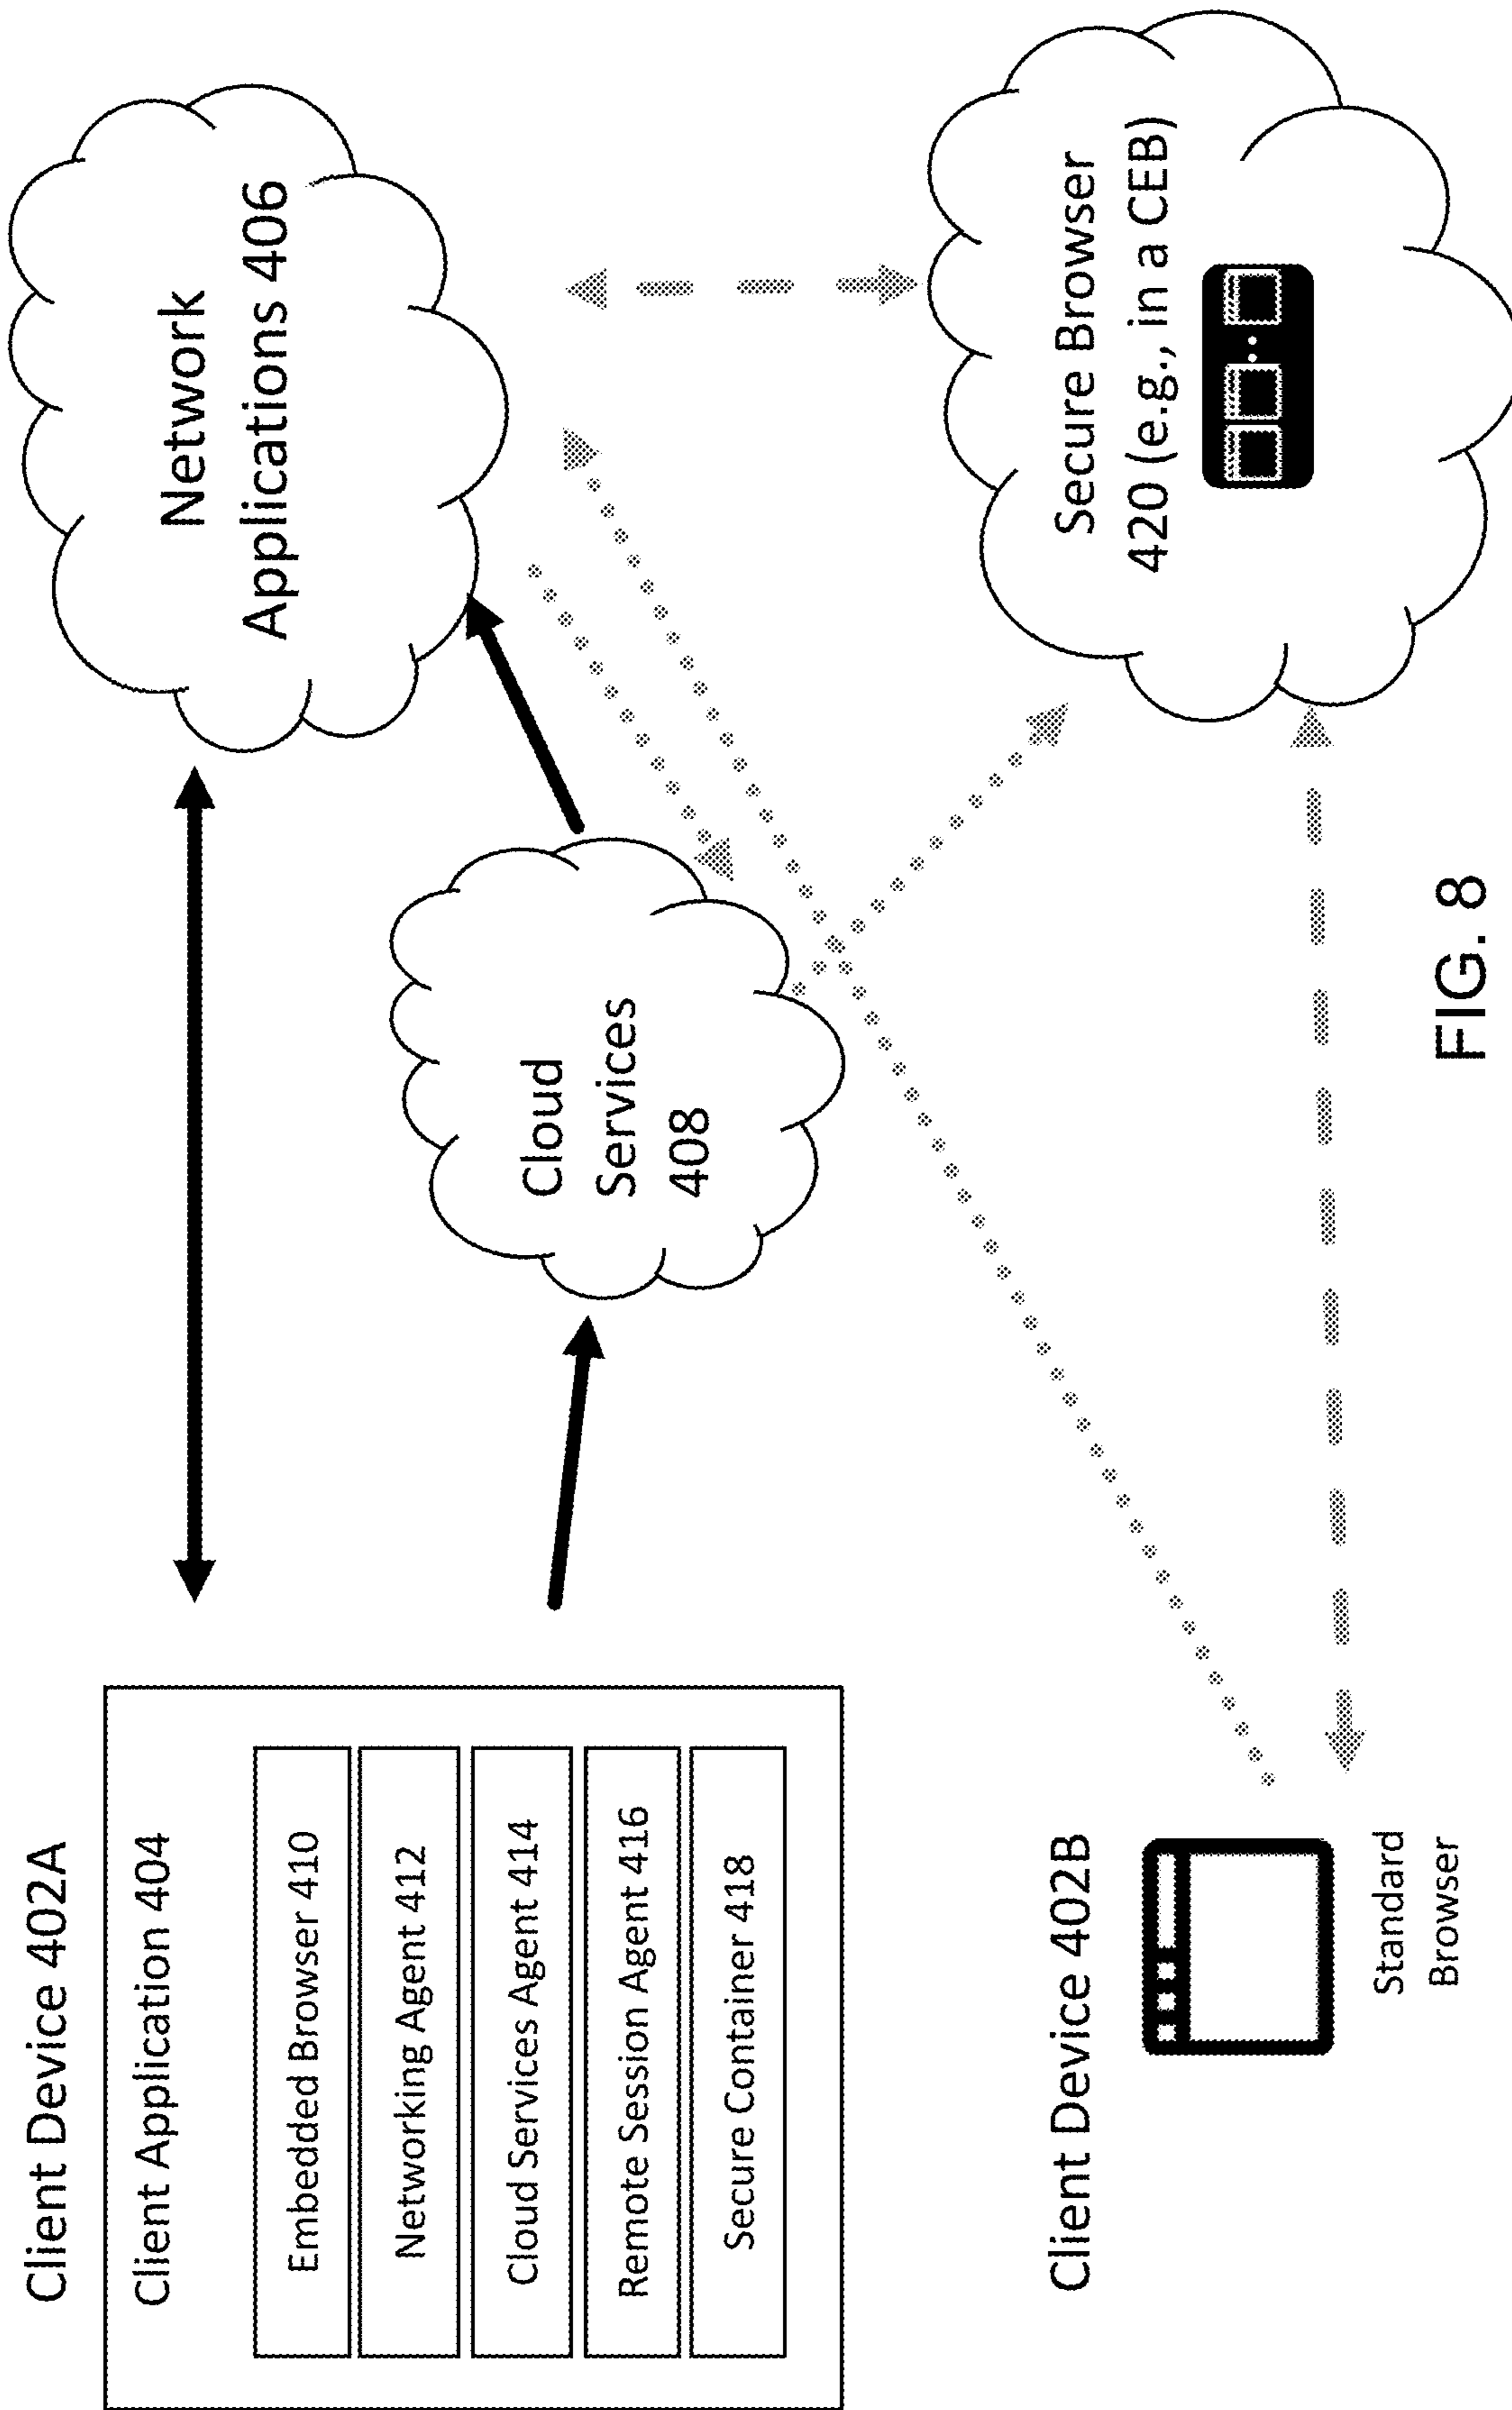 Client Device 402A
Client Application 404
Embedded Browser 410
Networking Agent 412
Cloud Services Agent 414
Remote Session Agent 416
Secure Container 418
Network
Applications 406
Cloud
Services
408
Client Device 402B
Standard
Browser
Secure Browser
420 (e.g., in a CEB)
FIG. 8